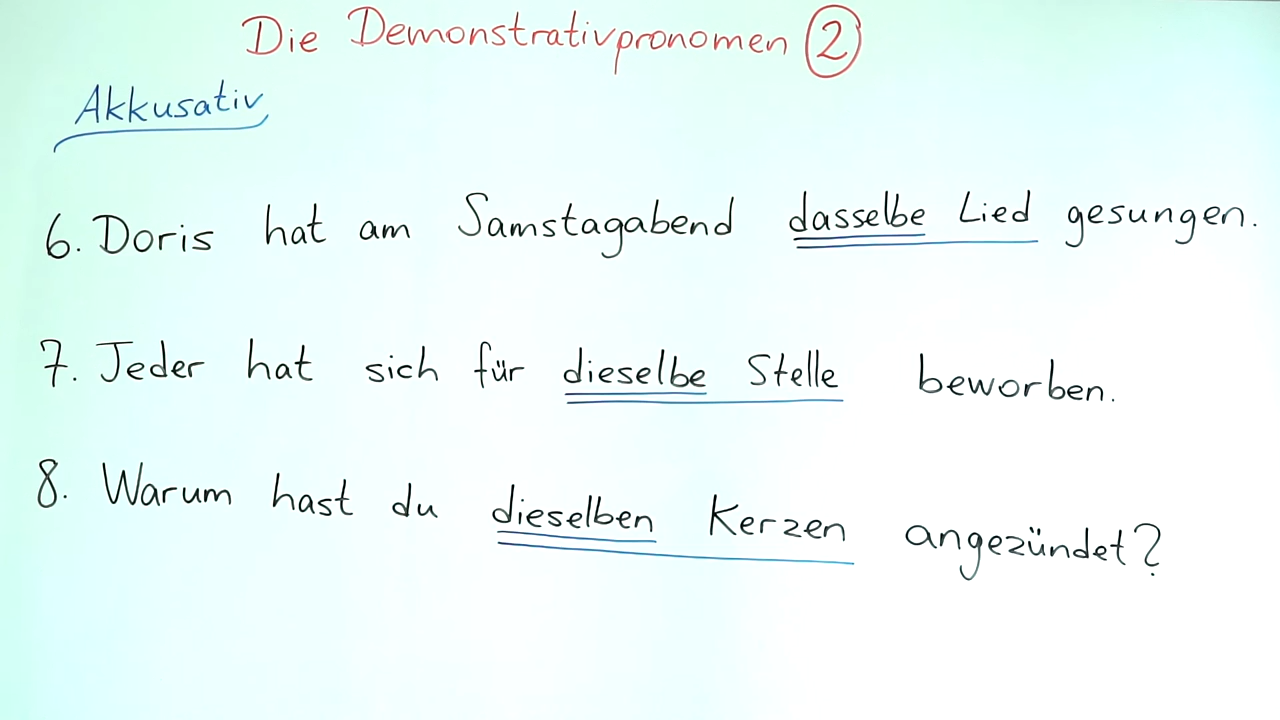 Die Demonstrativpronomen 2
Akkusativ
6. Doris hat am Samstagabend dasselbe Lied gesungen.
7. Jeder hat sich für dieselbe Stelle beworben.
8. Warum hast du dieselben Kerzen angezündet?